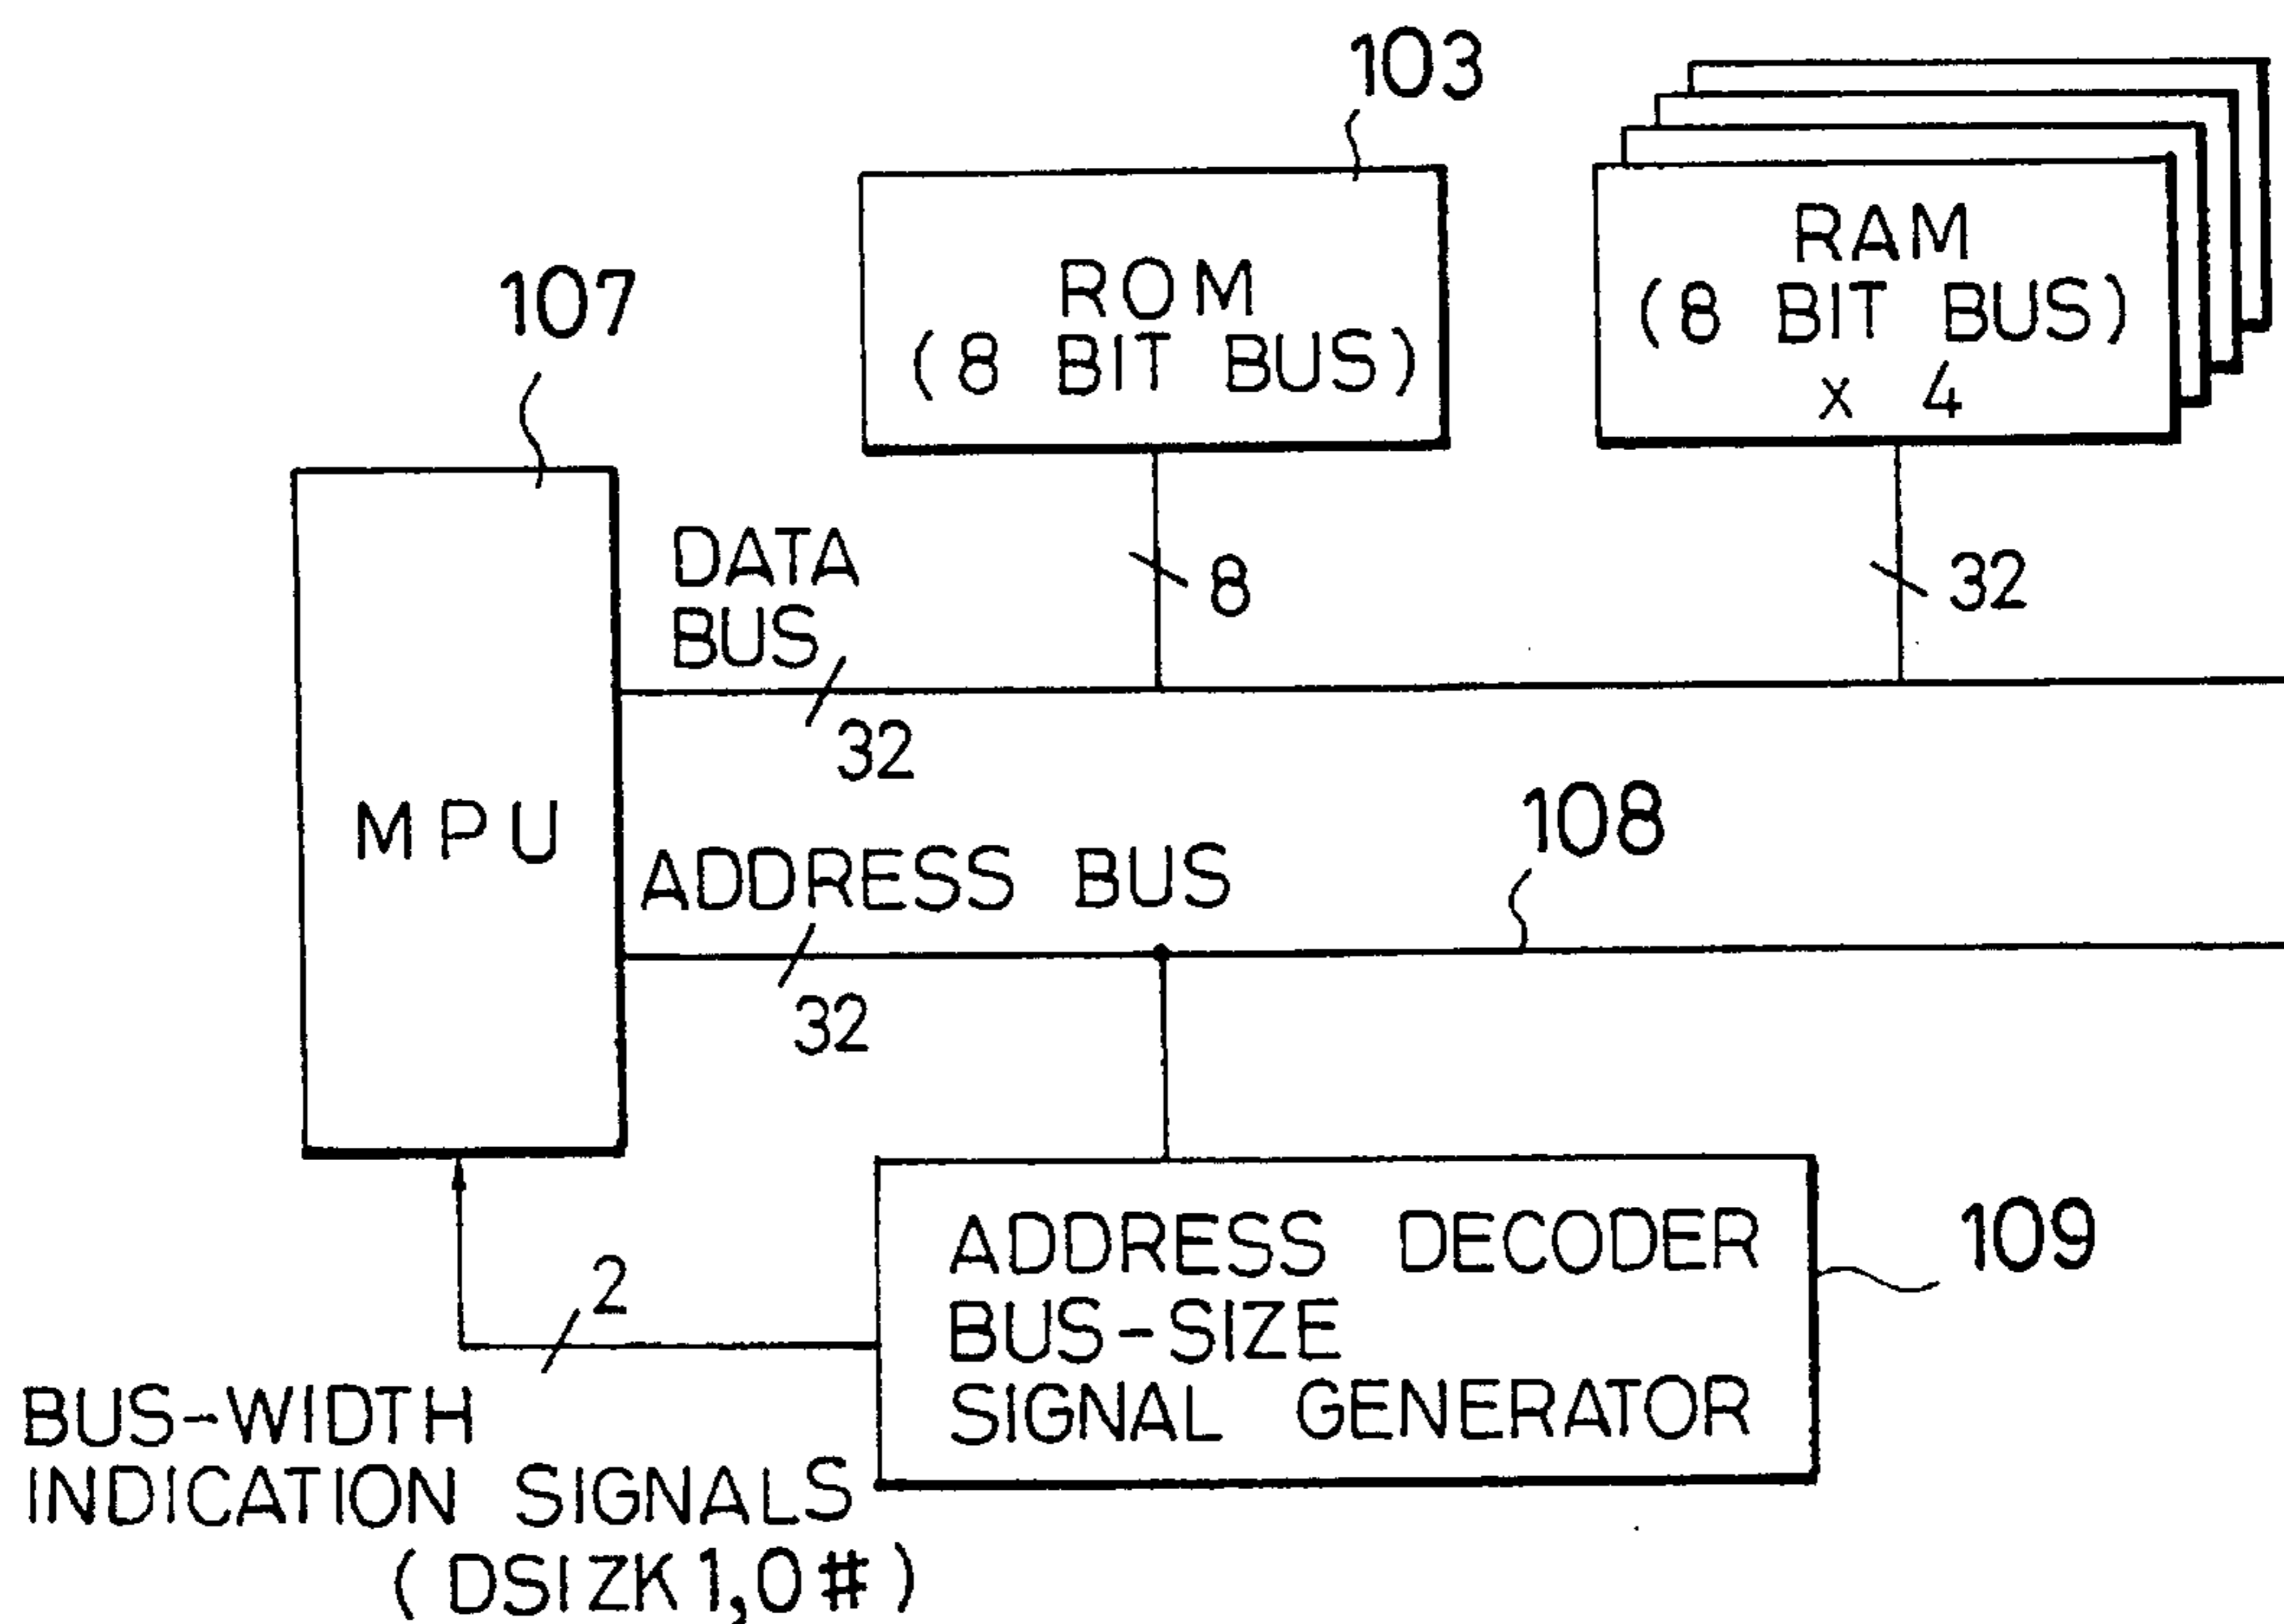 103
ROM
(8 BIT BUS)
RAM
(8 BIT BUS)
x 4
107
MPU
DATA
BUS
32
8
32
ADDRESS BUS
32
108
ADDRESS DECODER
BUS-SIZE
SIGNAL GENERATOR
109
2
BUS-WIDTH
INDICATION SIGNALS
(DSIZK1,0#)